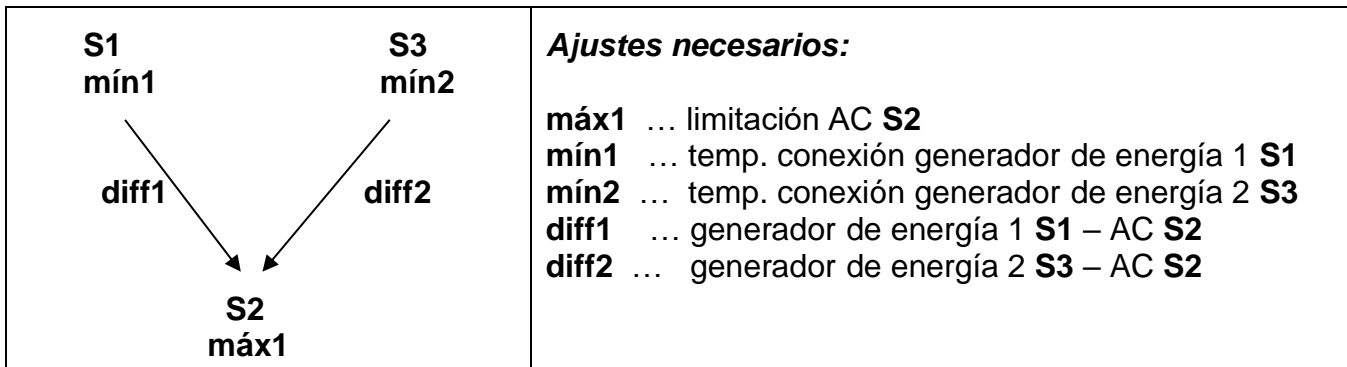 S1 S3
mín1 mín2
diff1 diff2
S2
máx1
Ajustes necesarios:
máx1 … limitación AC S2
mín1 … temp. conexión generador de energía 1 S1
mín2 … temp. conexión generador de energía 2 S3
diff1 … generador de energía 1 S1 – AC S2
diff2 … generador de energía 2 S3 – AC S2